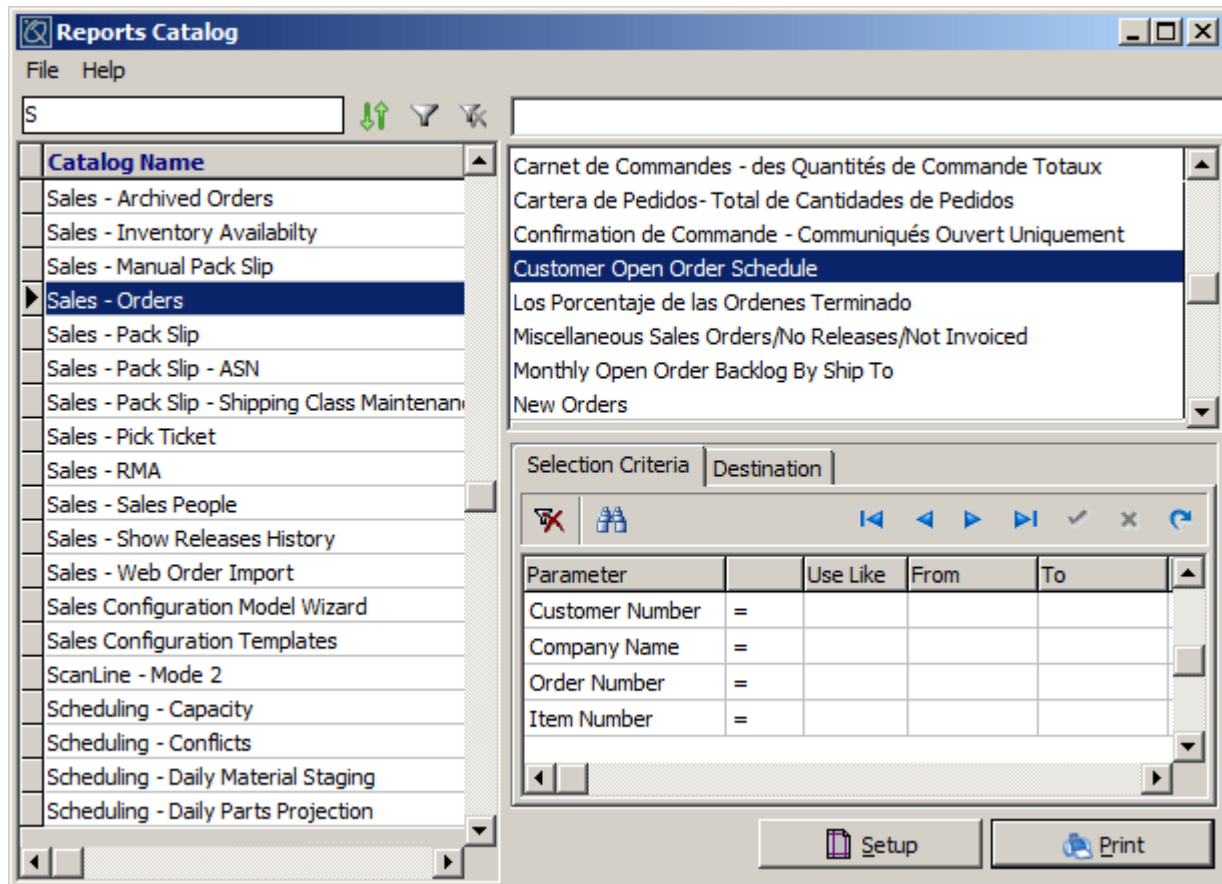 Reports Catalog
File Help
S
Catalog Name
Sales - Archived Orders
Sales - Inventory Availabilty
Sales - Manual Pack Slip
Sales - Orders
Sales - Pack Slip
Sales - Pack Slip - ASN
Sales - Pack Slip - Shipping Class Maintenan
Sales - Pick Ticket
Sales - RMA
Sales - Sales People
Sales - Show Releases History
Sales - Web Order Import
Sales Configuration Model Wizard
Sales Configuration Templates
ScanLine - Mode 2
Scheduling - Capacity
Scheduling - Conflicts
Scheduling - Daily Material Staging
Scheduling - Daily Parts Projection
Carnet de Commandes - des Quantités de Commande Totaux
Cartera de Pedidos- Total de Cantidades de Pedidos
Confirmation de Commande - Communiqués Ouvert Uniquement
Customer Open Order Schedule
Los Porcentaje de las Ordenes Terminado
Miscellaneous Sales Orders/No Releases/Not Invoiced
Monthly Open Order Backlog By Ship To
New Orders
Selection Criteria Destination
Parameter Use Like From To
Customer Number =
Company Name =
Order Number =
Item Number =
Setup Print